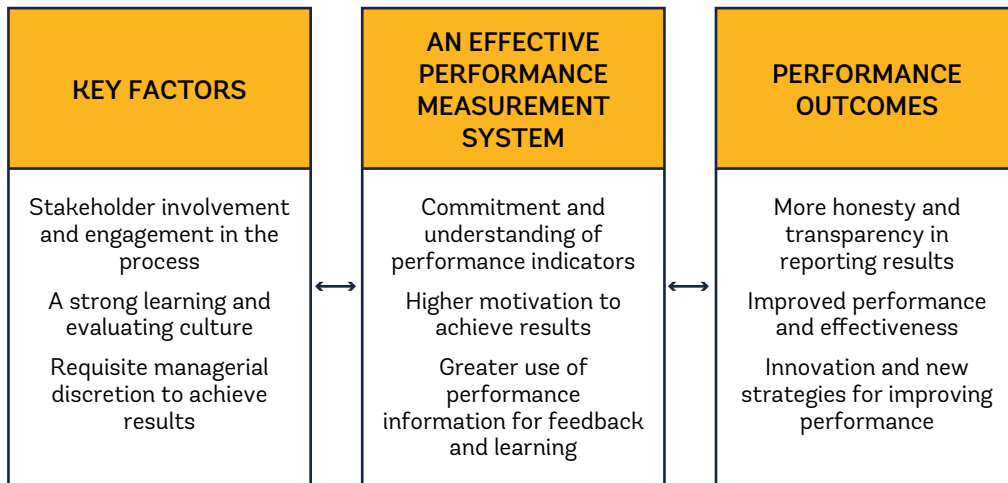 KEY FACTORS
Stakeholder involvement
and engagement in the
process
A strong learning and
evaluating culture
Requisite managerial
discretion to achieve
results
AN EFFECTIVE
PERFORMANCE
MEASUREMENT
SYSTEM
Commitment and
understanding of
performance indicators
Higher motivation to
achieve results
Greater use of
performance
information for feedback
and learning
PERFORMANCE
OUTCOMES
More honesty and
transparency in
reporting results
Improved performance
and effectiveness
Innovation and new
strategies for improving
performance